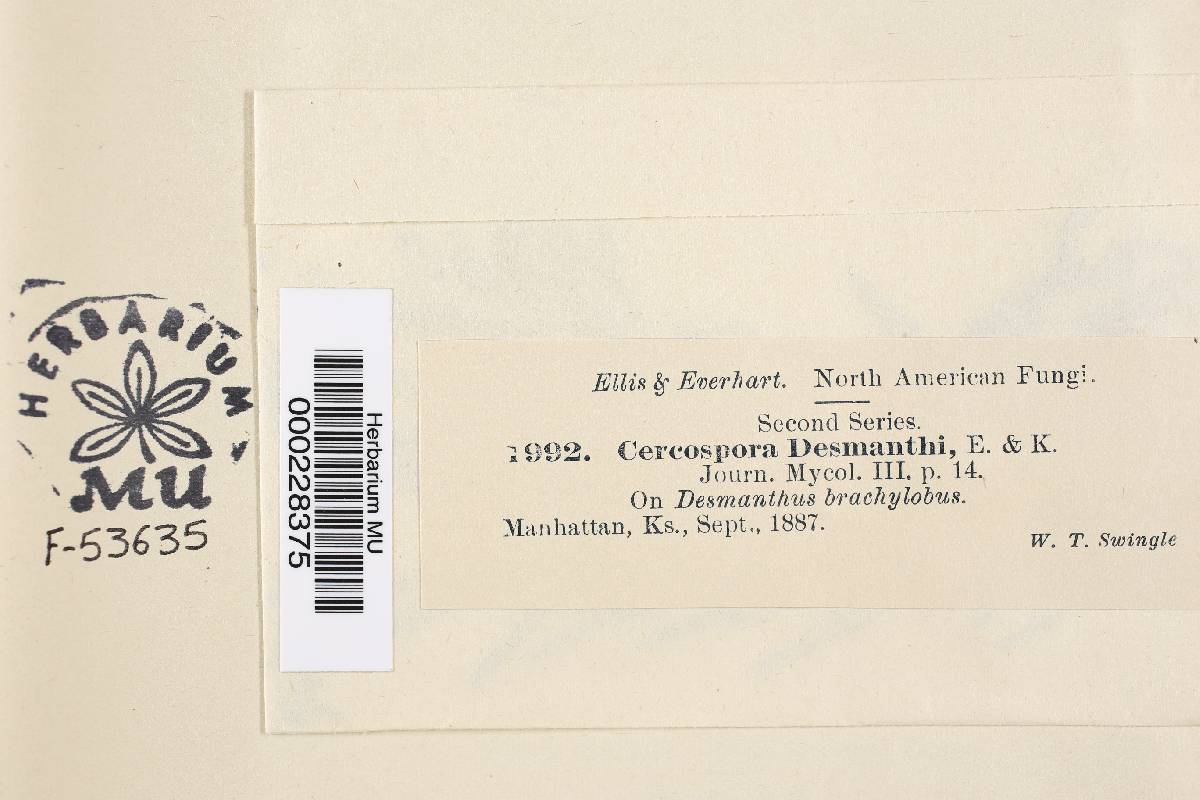 HERBARIUM
MU
F-53635
Herbarium MU
000228375
Ellis & Everhart. North American Fungi.
Second Series.
1992. Cercospora Desmanthi, E. & K.
Journ. Mycol. III. p. 14.
On Desmanthus brachylobus.
Manhattan, Ks., Sept., 1887.
W. T. Swingle